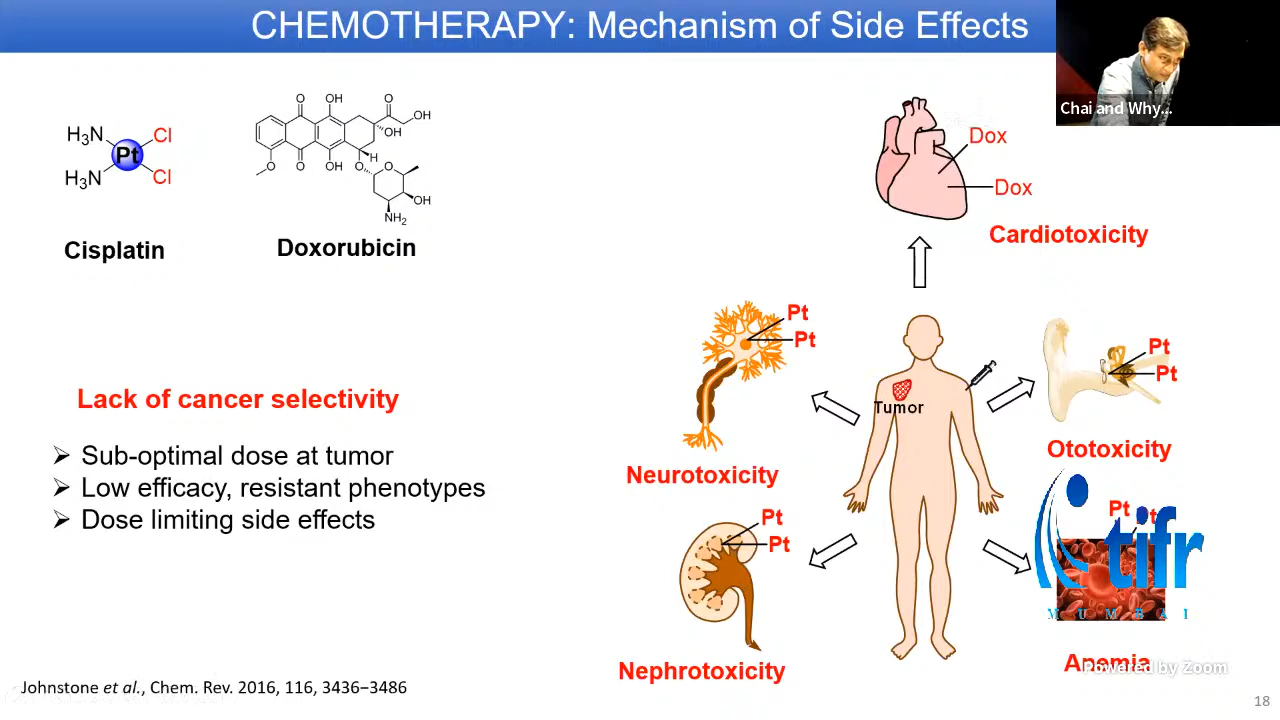 CHEMOTHERAPY: Mechanism of Side Effects
Chai and Why...
H3N Cl
Pt
H3N Cl
Cisplatin
O OH O OH
OH
O O OH H
O O
OH
NH2
Doxorubicin
Dox
Dox
Cardiotoxicity
Lack of cancer selectivity
➢ Sub-optimal dose at tumor
➢ Low efficacy, resistant phenotypes
➢ Dose limiting side effects
Pt
Pt
Neurotoxicity
Tumor
Pt
Pt
Ototoxicity
Pt
Pt
Nephrotoxicity
Pt
Pt
tifr
MUMBAI
Anemia
Powered by Zoom
Johnstone et al., Chem. Rev. 2016, 116, 3436−3486
18